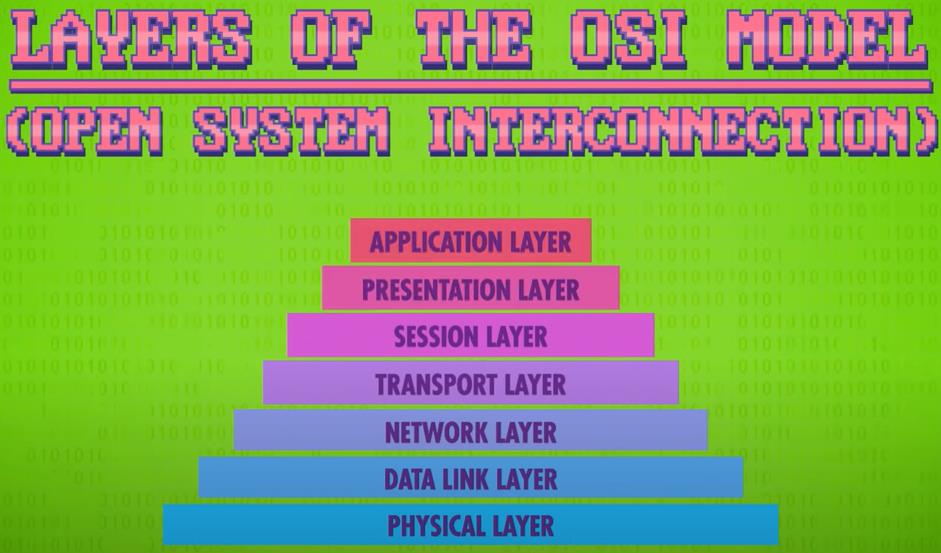 LAYERS OF THE OSI MODEL
(OPEN SYSTEM INTERCONNECTION)
APPLICATION LAYER
PRESENTATION LAYER
SESSION LAYER
TRANSPORT LAYER
NETWORK LAYER
DATA LINK LAYER
PHYSICAL LAYER